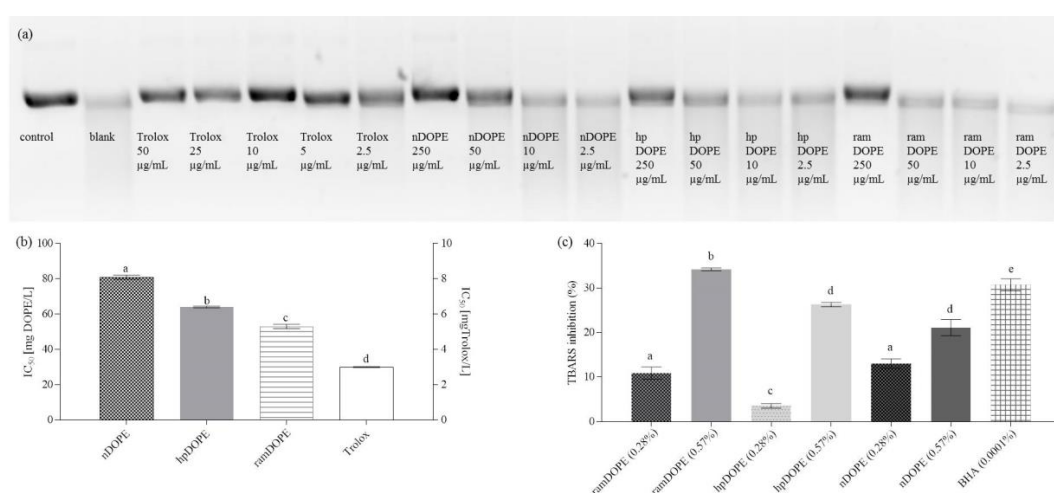 (a)
control
blank
Trolox
50
µg/mL
Trolox
25
µg/mL
Trolox
10
µg/mL
Trolox
5
µg/mL
Trolox
2.5
µg/mL
nDOPE
250
µg/mL
nDOPE
50
µg/mL
nDOPE
10
µg/mL
nDOPE
2.5
µg/mL
hp
DOPE
250
µg/mL
hp
DOPE
50
µg/mL
hp
DOPE
10
µg/mL
hp
DOPE
2.5
µg/mL
ram
DOPE
250
µg/mL
ram
DOPE
50
µg/mL
ram
DOPE
10
µg/mL
ram
DOPE
2.5
µg/mL
(b)
IC50 [mg DOPE/L]
100
80
60
40
20
0
a
b
c
d
10
8
6
4
2
0
IC50 [mgTrolox/L]
nDOPE
hpDOPE
ramDOPE
Trolox
(c)
TBARS inhibition (%)
40
30
20
10
0
a
b
c
d
a
d
e
ramDOPE (0.28%)
ramDOPE (0.57%)
hpDOPE (0.28%)
hpDOPE (0.57%)
nDOPE (0.28%)
nDOPE (0.57%)
BHA (0.0001%)